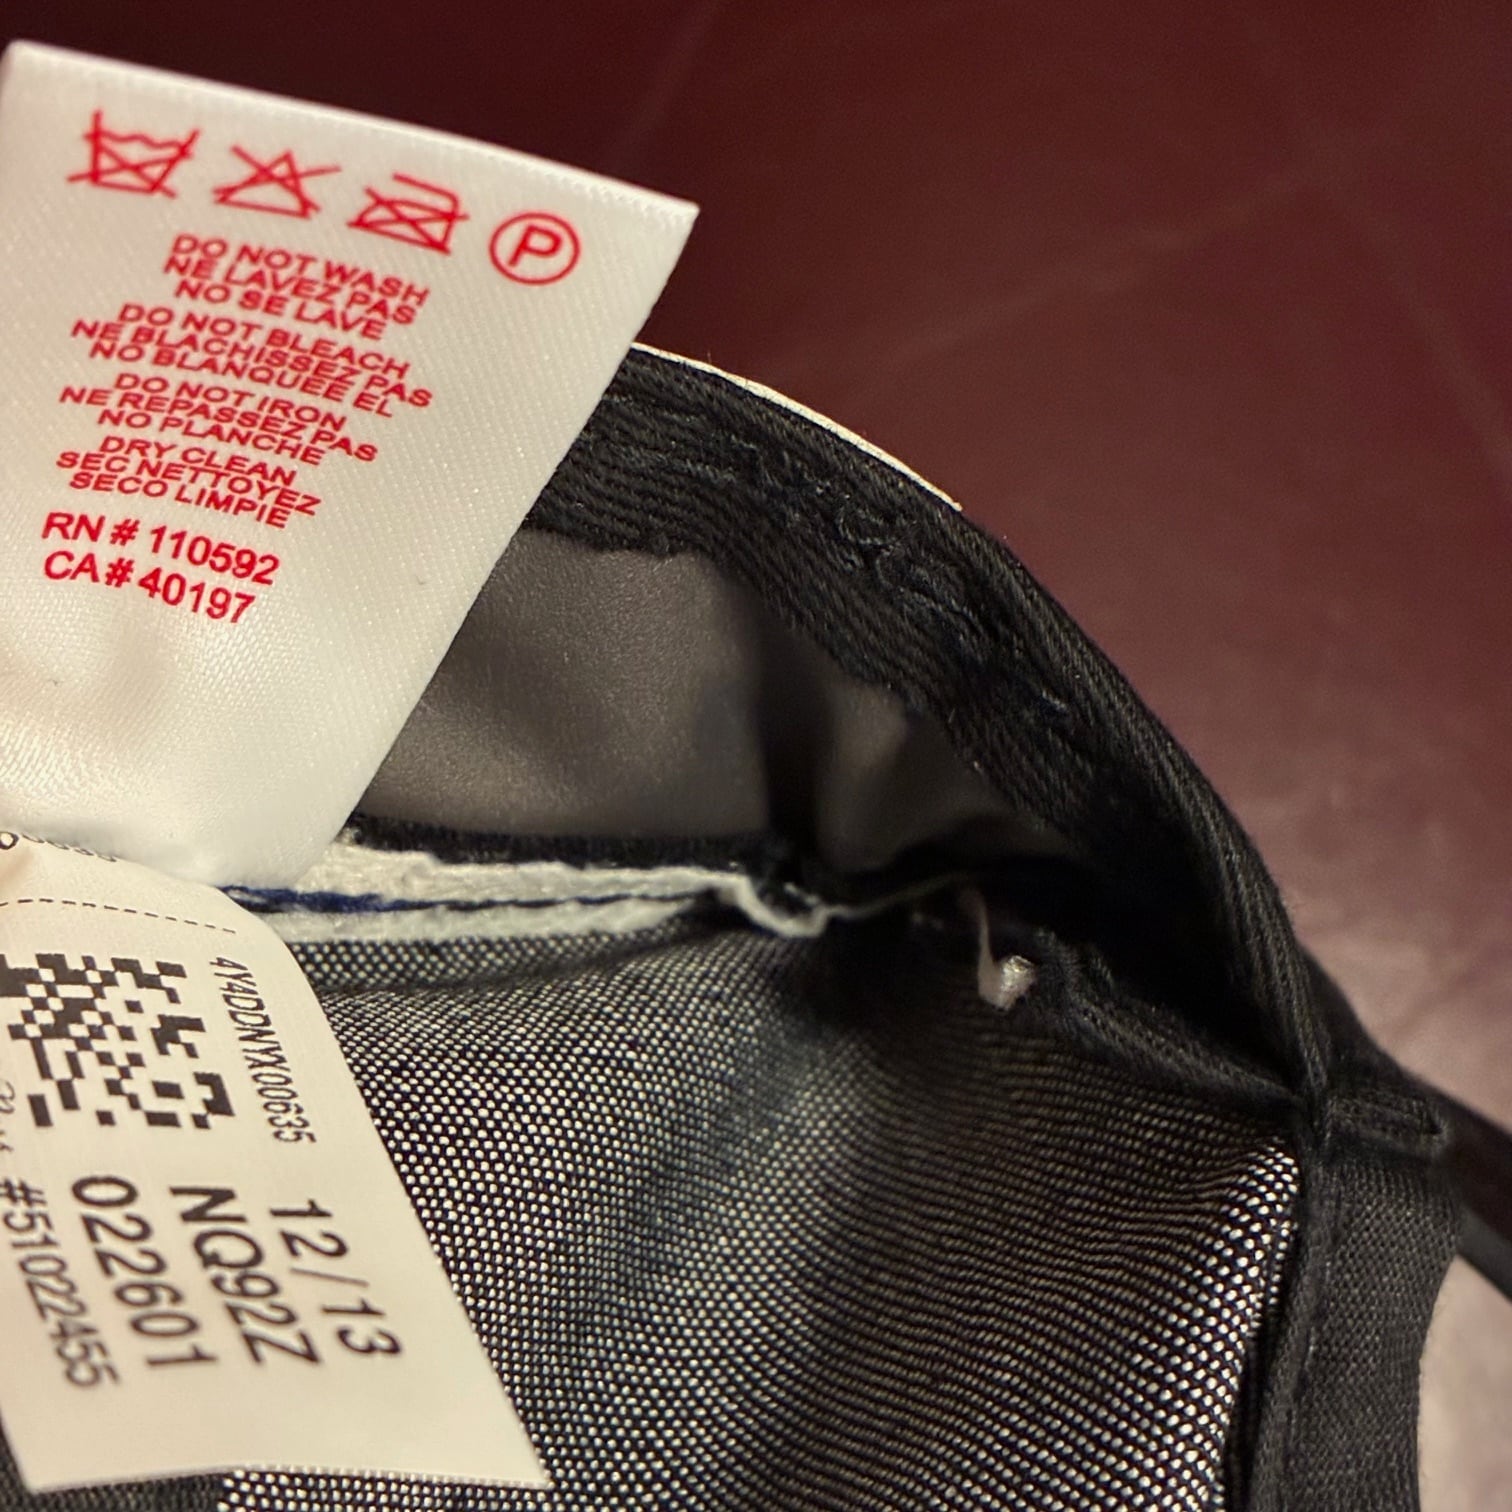 P
DO NOT WASH
NE LAVEZ PAS
NO SE LAVE
DO NOT BLEACH
NE BLACHISSEZ PAS
NO BLANQUEE EL
DO NOT IRON
NE REPASSEZ PAS
NO PLANCHE
DRY CLEAN
SEC NETTOYEZ
SECO LIMPIE
RN # 110592
CA# 40197
4Y4DDNYX00635
12/13
NQ92Z
022601
#51022455